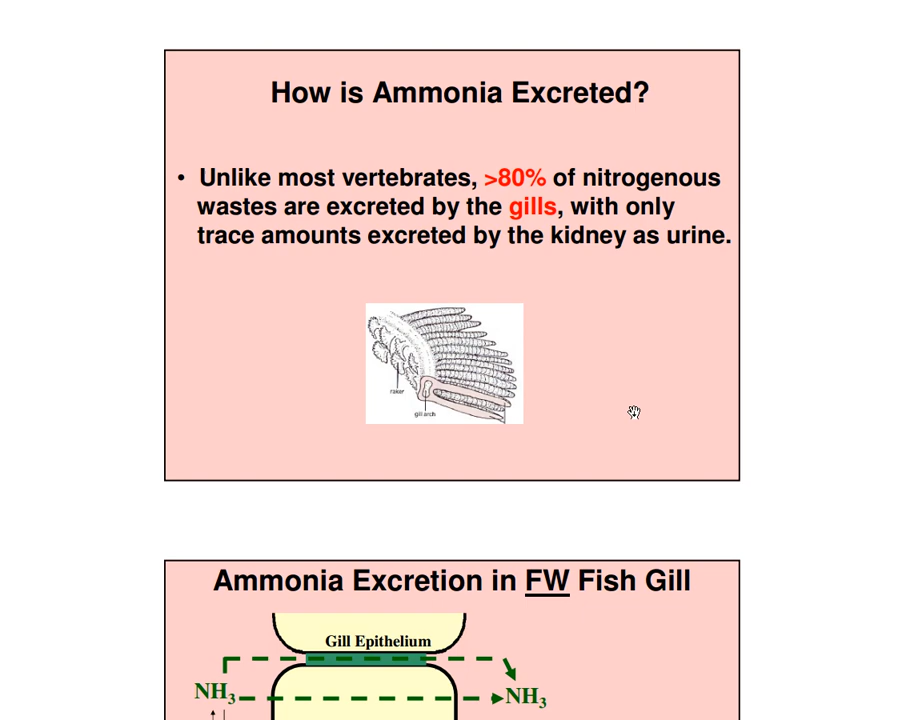 How is Ammonia Excreted?
• Unlike most vertebrates, >80% of nitrogenous
wastes are excreted by the gills, with only
trace amounts excreted by the kidney as urine.
raker
gill arch
Ammonia Excretion in FW Fish Gill
Gill Epithelium
NH₃
NH₃